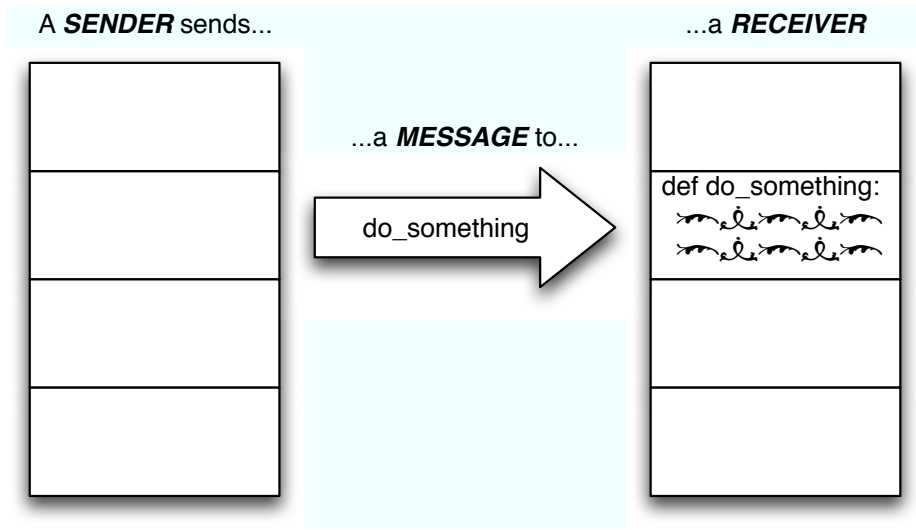 A SENDER sends...
...a MESSAGE to...
...a RECEIVER
do_something
def do_something: